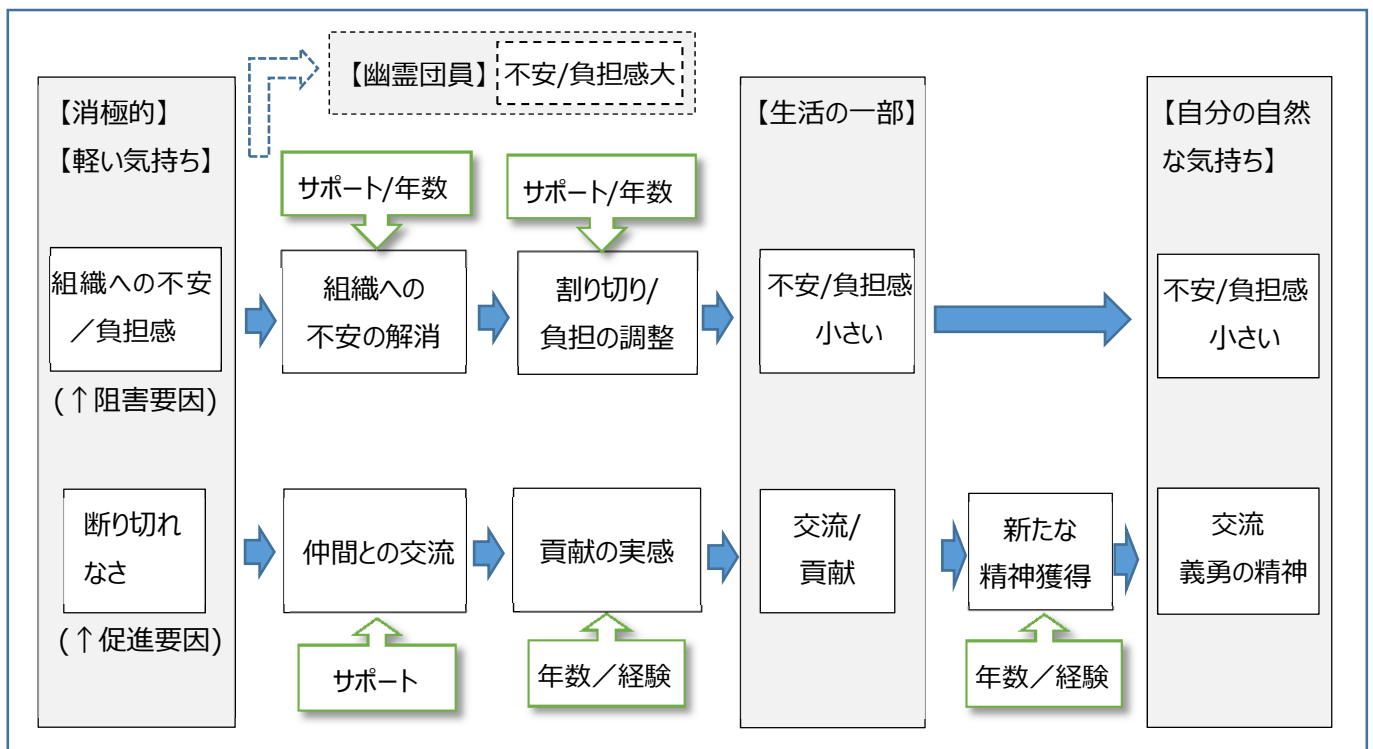 【幽霊団員】
不安/負担感大
【消極的】
【軽い気持ち】
【生活の一部】
【自分の自然
な気持ち】
サポート/年数
サポート/年数
組織への不安
／負担感
組織への
不安の解消
割り切り/
負担の調整
不安/負担感
小さい
不安/負担感
小さい
(↑阻害要因)
断り切れ
なさ
仲間との交流
貢献の実感
交流/
貢献
新たな
精神獲得
交流
義勇の精神
(↑促進要因)
サポート
年数／経験
年数／経験